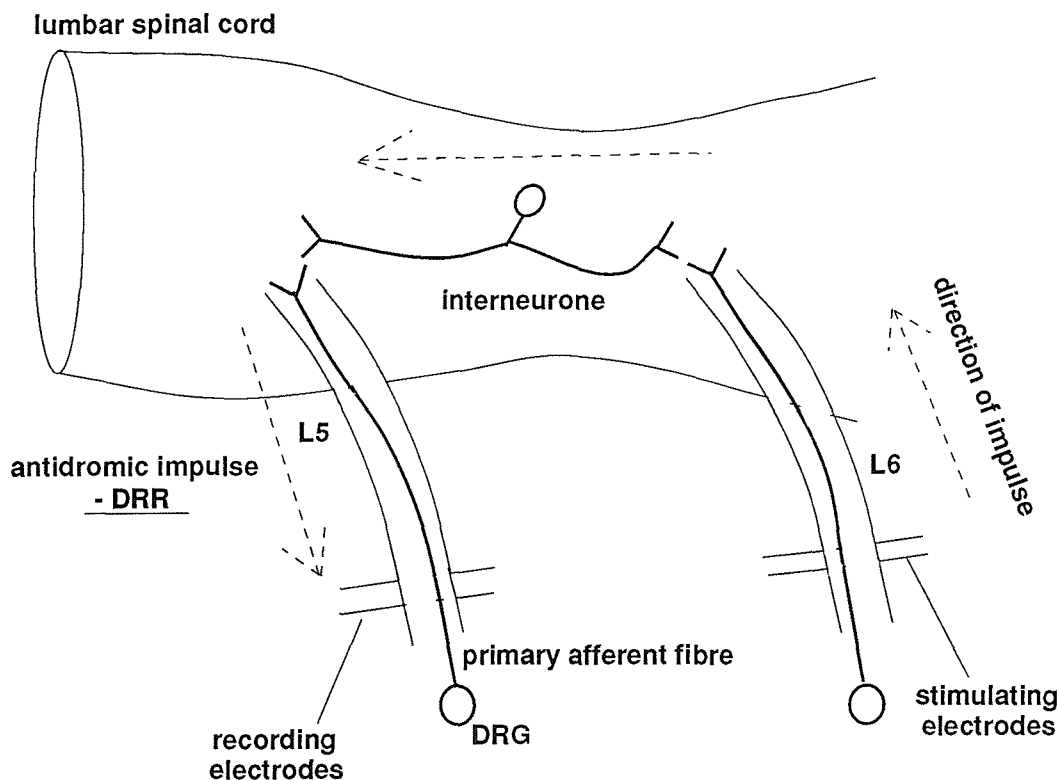 lumbar spinal cord
interneurone
direction of impulse
L5
L6
antidromic impulse
- DRR
primary afferent fibre
DRG
recording
electrodes
stimulating
electrodes